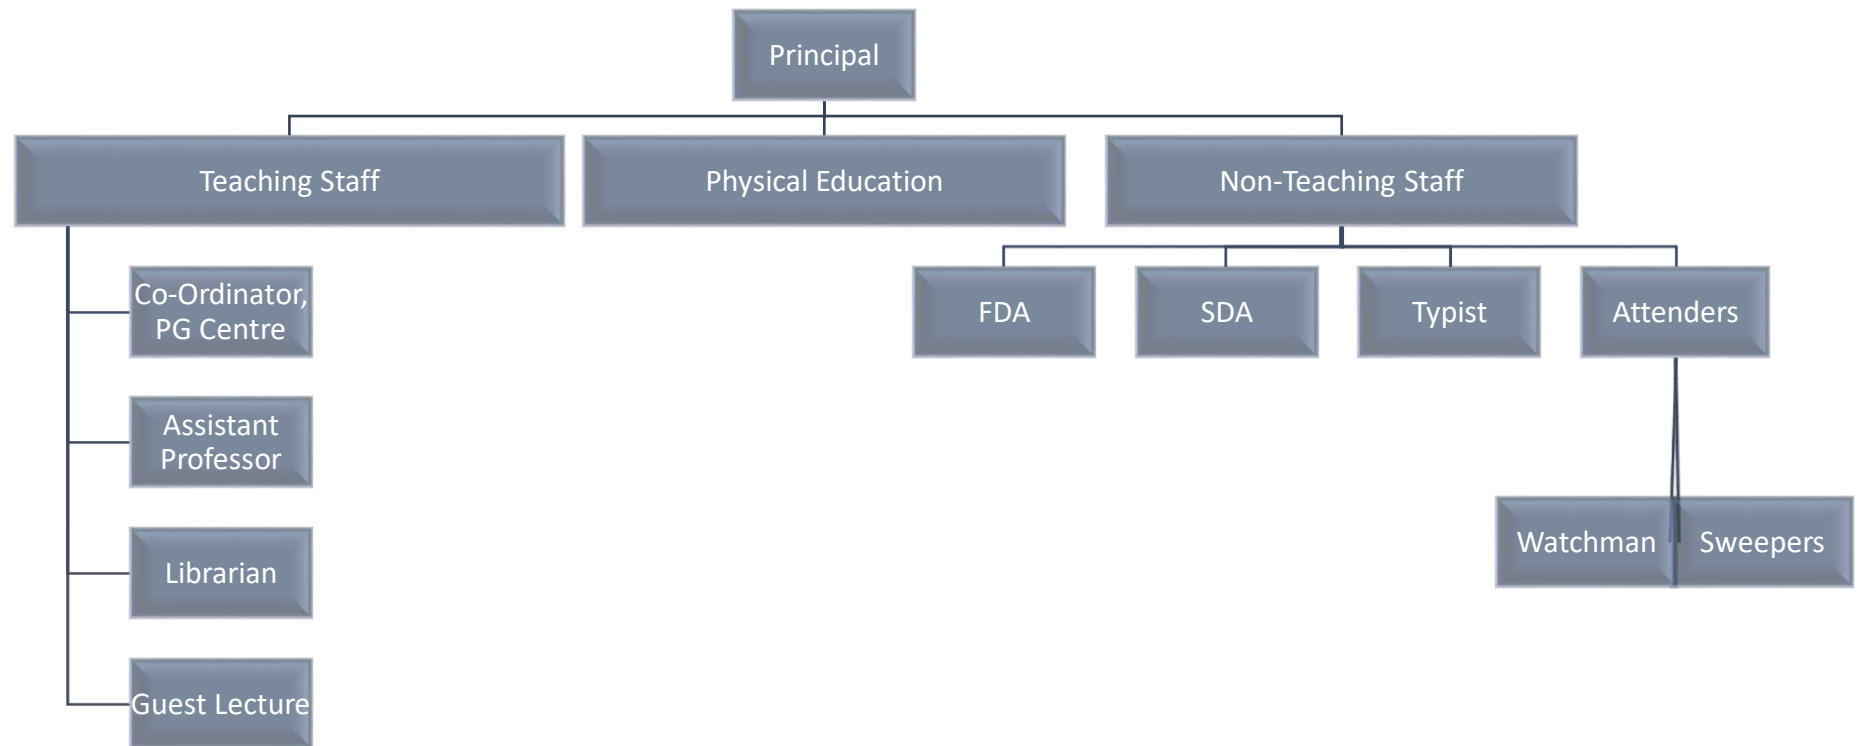 Principal
Teaching Staff
Physical Education
Non-Teaching Staff
Co-Ordinator,
PG Centre
Assistant
Professor
Librarian
Guest Lecture
FDA
SDA
Typist
Attenders
Watchman
Sweepers